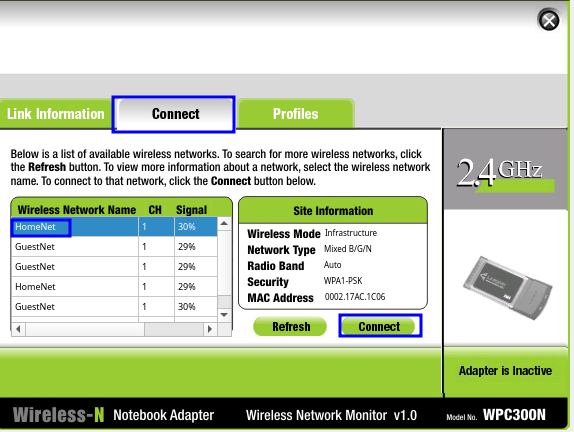 Link Information Connect Profiles
Below is a list of available wireless networks. To search for more wireless networks, click
the Refresh button. To view more information about a network, select the wireless network
name. To connect to that network, click the Connect button below.
2.4GHz
Wireless Network Name CH Signal
HomeNet 1 30%
GuestNet 1 29%
GuestNet 1 29%
HomeNet 1 29%
GuestNet 1 30%
Site Information
Wireless Mode Infrastructure
Network Type Mixed B/G/N
Radio Band Auto
Security WPA1-PSK
MAC Address 0002.17AC.1C06
Refresh Connect
Adapter is Inactive
Wireless-N Notebook Adapter Wireless Network Monitor v1.0 Model No. WPC300N